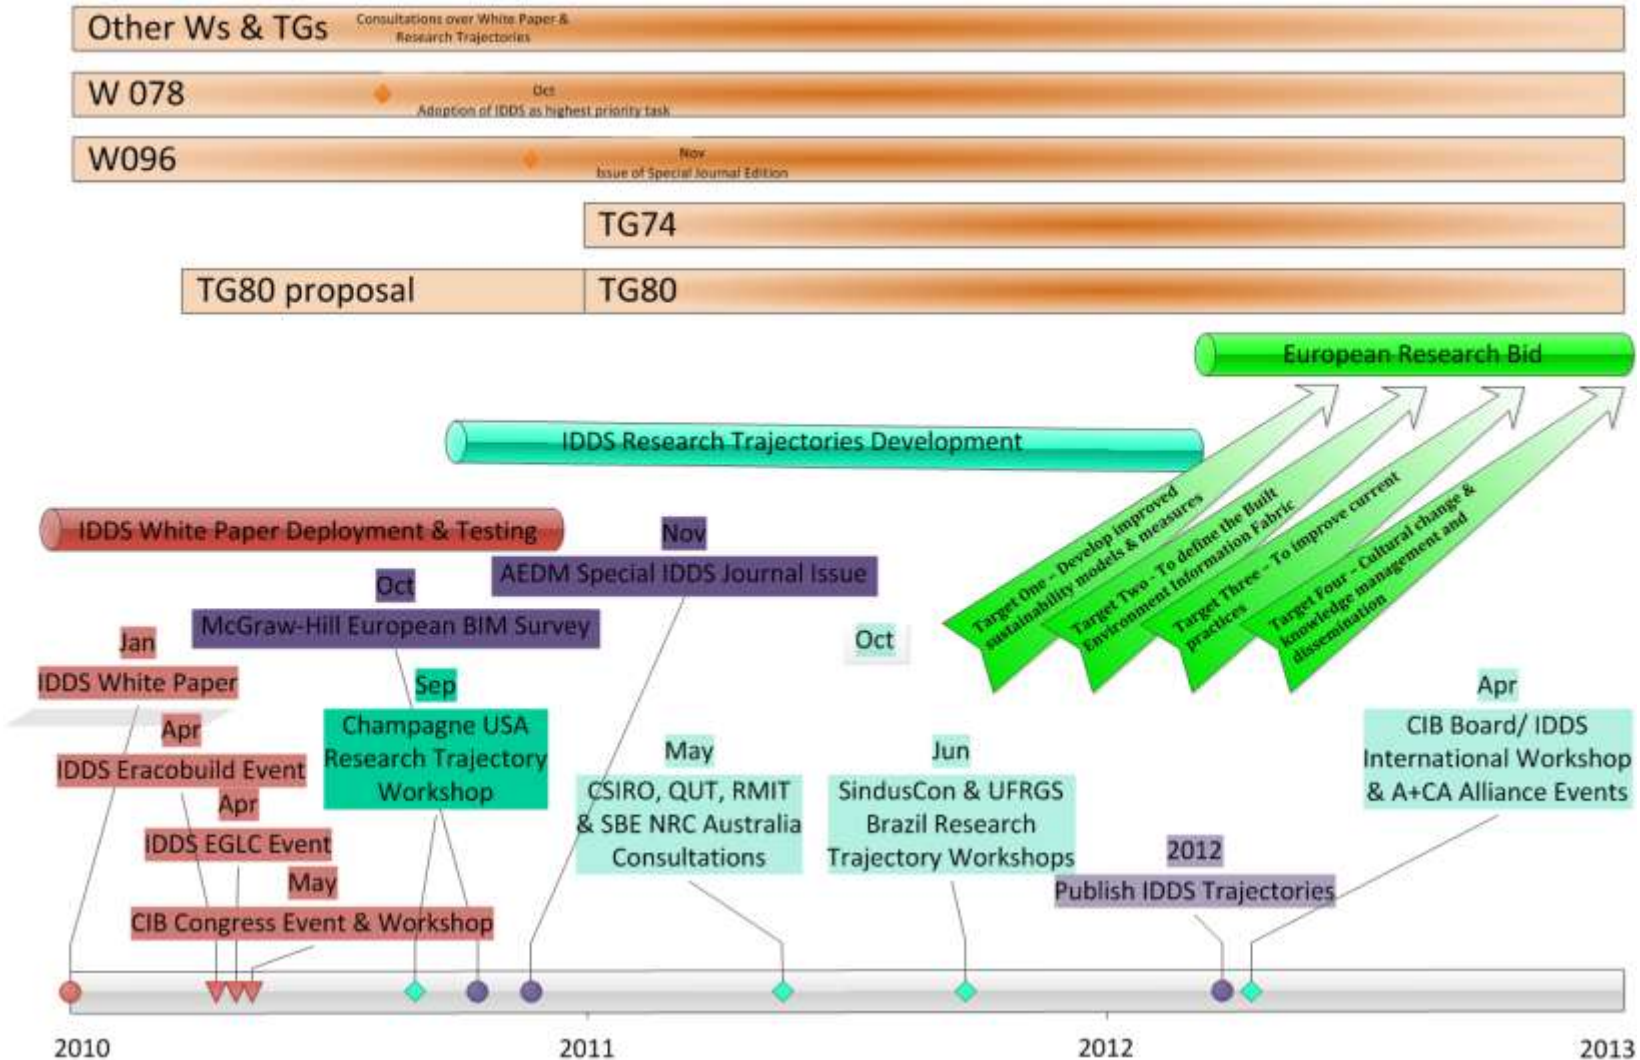 Other Ws & TGs
Consultations over White Paper &
Research Trajectories
W 078
Oct
Adoption of IDDS as highest priority task
W096
Nov
Issue of Special Journal Edition
TG74
TG80 proposal
TG80
European Research Bid
IDDS Research Trajectories Development
IDDS White Paper Deployment & Testing
Target One – Develop improved
sustainability models & measures
Target Two - To define the Built
Environment Information Fabric
Target Three – To improve current
practices
Target Four – Cultural change &
knowledge management and
dissemination
Nov
AEDM Special IDDS Journal Issue
Oct
McGraw-Hill European BIM Survey
Jan
IDDS White Paper
Apr
IDDS Eracobuild Event
Apr
IDDS EGLC Event
May
CIB Congress Event & Workshop
Sep
Champagne USA
Research Trajectory
Workshop
May
CSIRO, QUT, RMIT
& SBE NRC Australia
Consultations
Oct
Jun
SindusCon & UFRGS
Brazil Research
Trajectory Workshops
2012
Publish IDDS Trajectories
Apr
CIB Board/ IDDS
International Workshop
& A+CA Alliance Events
2010
2011
2012
2013